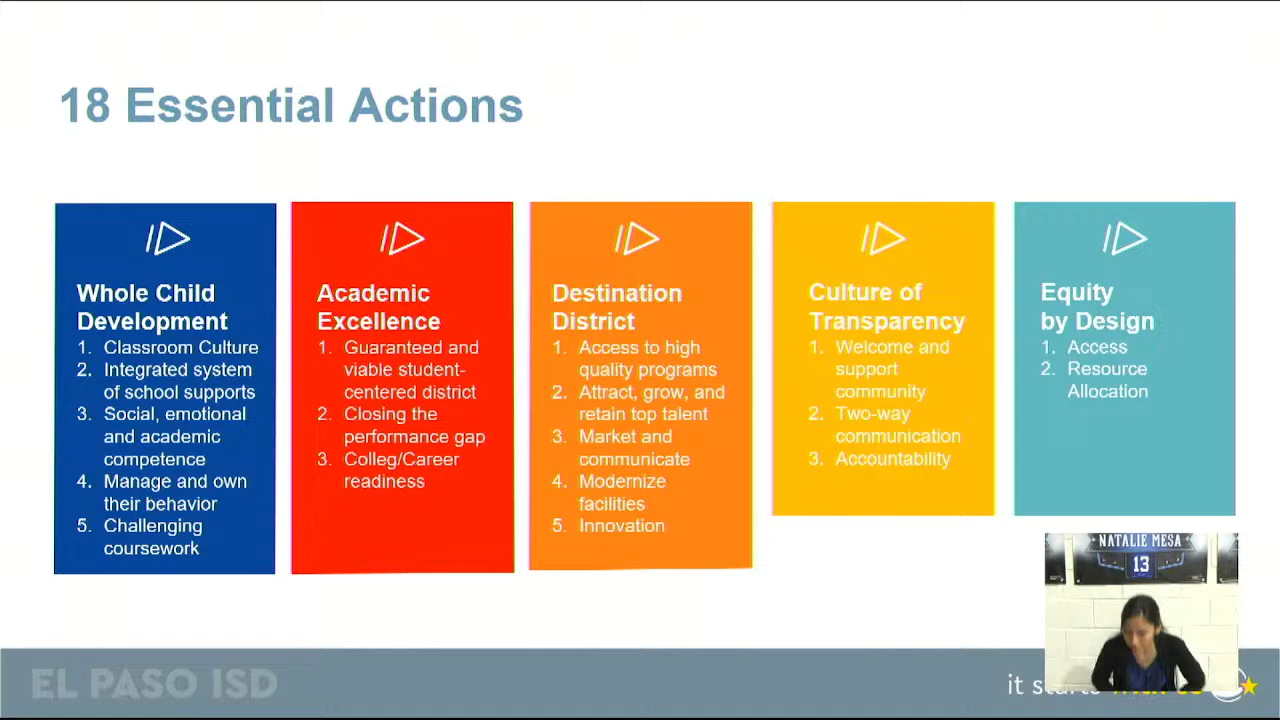 18 Essential Actions
Whole Child
Development
1. Classroom Culture
2. Integrated system
of school supports
3. Social, emotional
and academic
competence
4. Manage and own
their behavior
5. Challenging
coursework
Academic
Excellence
1. Guaranteed and
viable student-
centered district
2. Closing the
performance gap
3. Colleg/Career
readiness
Destination
District
1. Access to high
quality programs
2. Attract, grow, and
retain top talent
3. Market and
communicate
4. Modernize
facilities
5. Innovation
Culture of
Transparency
1. Welcome and
support
community
2. Two-way
communication
3. Accountability
Equity
by Design
1. Access
2. Resource
Allocation
NATALIE MESA
13
EL PASO ISD
it